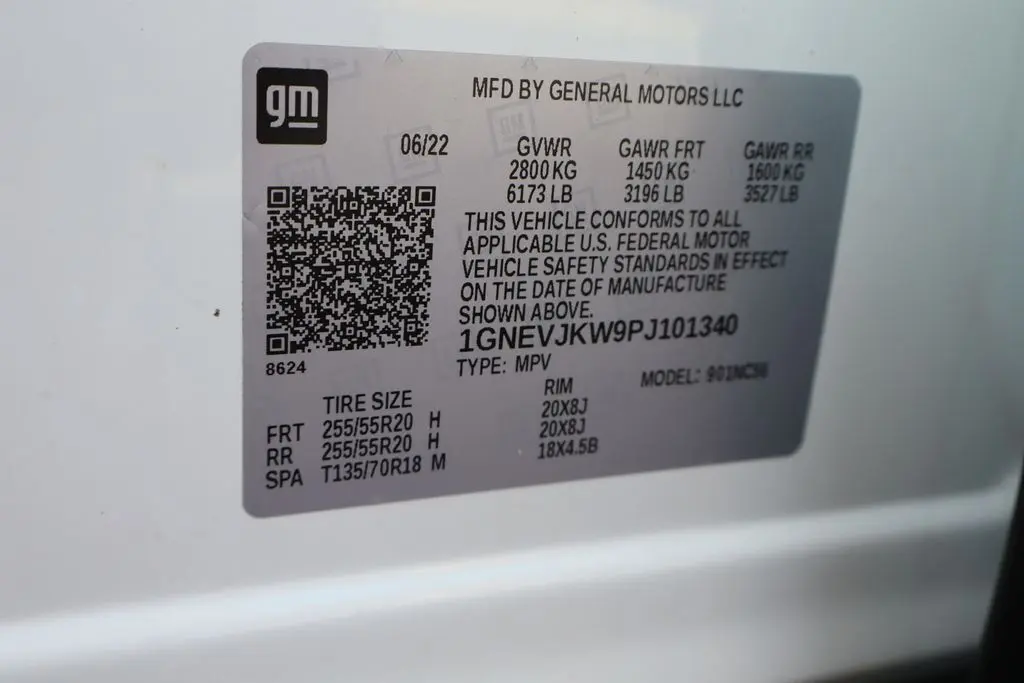 gm
MFD BY GENERAL MOTORS LLC
06/22 GVWR GAWR FRT GAWR RR
2800 KG 1450 KG 1600 KG
6173 LB 3196 LB 3527 LB
THIS VEHICLE CONFORMS TO ALL
APPLICABLE U.S. FEDERAL MOTOR
VEHICLE SAFETY STANDARDS IN EFFECT
ON THE DATE OF MANUFACTURE
SHOWN ABOVE.
1GNEVJKW9PJ101340
8624
TYPE: MPV MODEL:
TIRE SIZE RIM
FRT 255/55R20 H 20X8J
RR 255/55R20 H 20X8J
SPA T135/70R18 M 18X4.5B